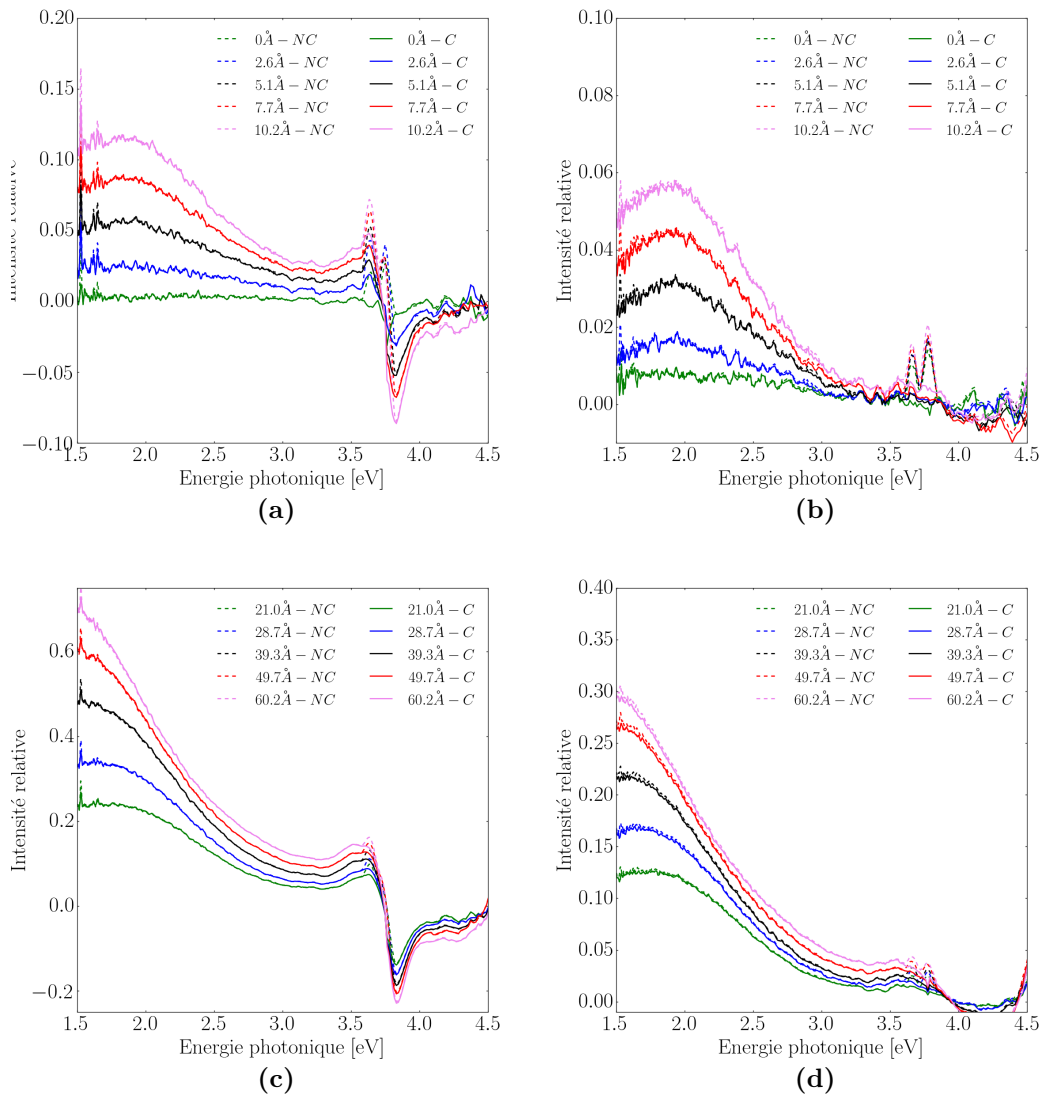 0.20
0.15
0.10
0.05
0.00
−0.05
−0.10
Intensité relative
0Å − NC
2.6Å − NC
5.1Å − NC
7.7Å − NC
10.2Å − NC
0Å − C
2.6Å − C
5.1Å − C
7.7Å − C
10.2Å − C
1.5 2.0 2.5 3.0 3.5 4.0 4.5
Energie photonique [eV]
(a)
0.10
0.08
0.06
0.04
0.02
0.00
Intensité relative
0Å − NC
2.6Å − NC
5.1Å − NC
7.7Å − NC
10.2Å − NC
0Å − C
2.6Å − C
5.1Å − C
7.7Å − C
10.2Å − C
1.5 2.0 2.5 3.0 3.5 4.0 4.5
Energie photonique [eV]
(b)
0.6
0.4
0.2
0.0
−0.2
Intensité relative
21.0Å − NC
28.7Å − NC
39.3Å − NC
49.7Å − NC
60.2Å − NC
21.0Å − C
28.7Å − C
39.3Å − C
49.7Å − C
60.2Å − C
1.5 2.0 2.5 3.0 3.5 4.0 4.5
Energie photonique [eV]
(c)
0.40
0.35
0.30
0.25
0.20
0.15
0.10
0.05
0.00
Intensité relative
21.0Å − NC
28.7Å − NC
39.3Å − NC
49.7Å − NC
60.2Å − NC
21.0Å − C
28.7Å − C
39.3Å − C
49.7Å − C
60.2Å − C
1.5 2.0 2.5 3.0 3.5 4.0 4.5
Energie photonique [eV]
(d)